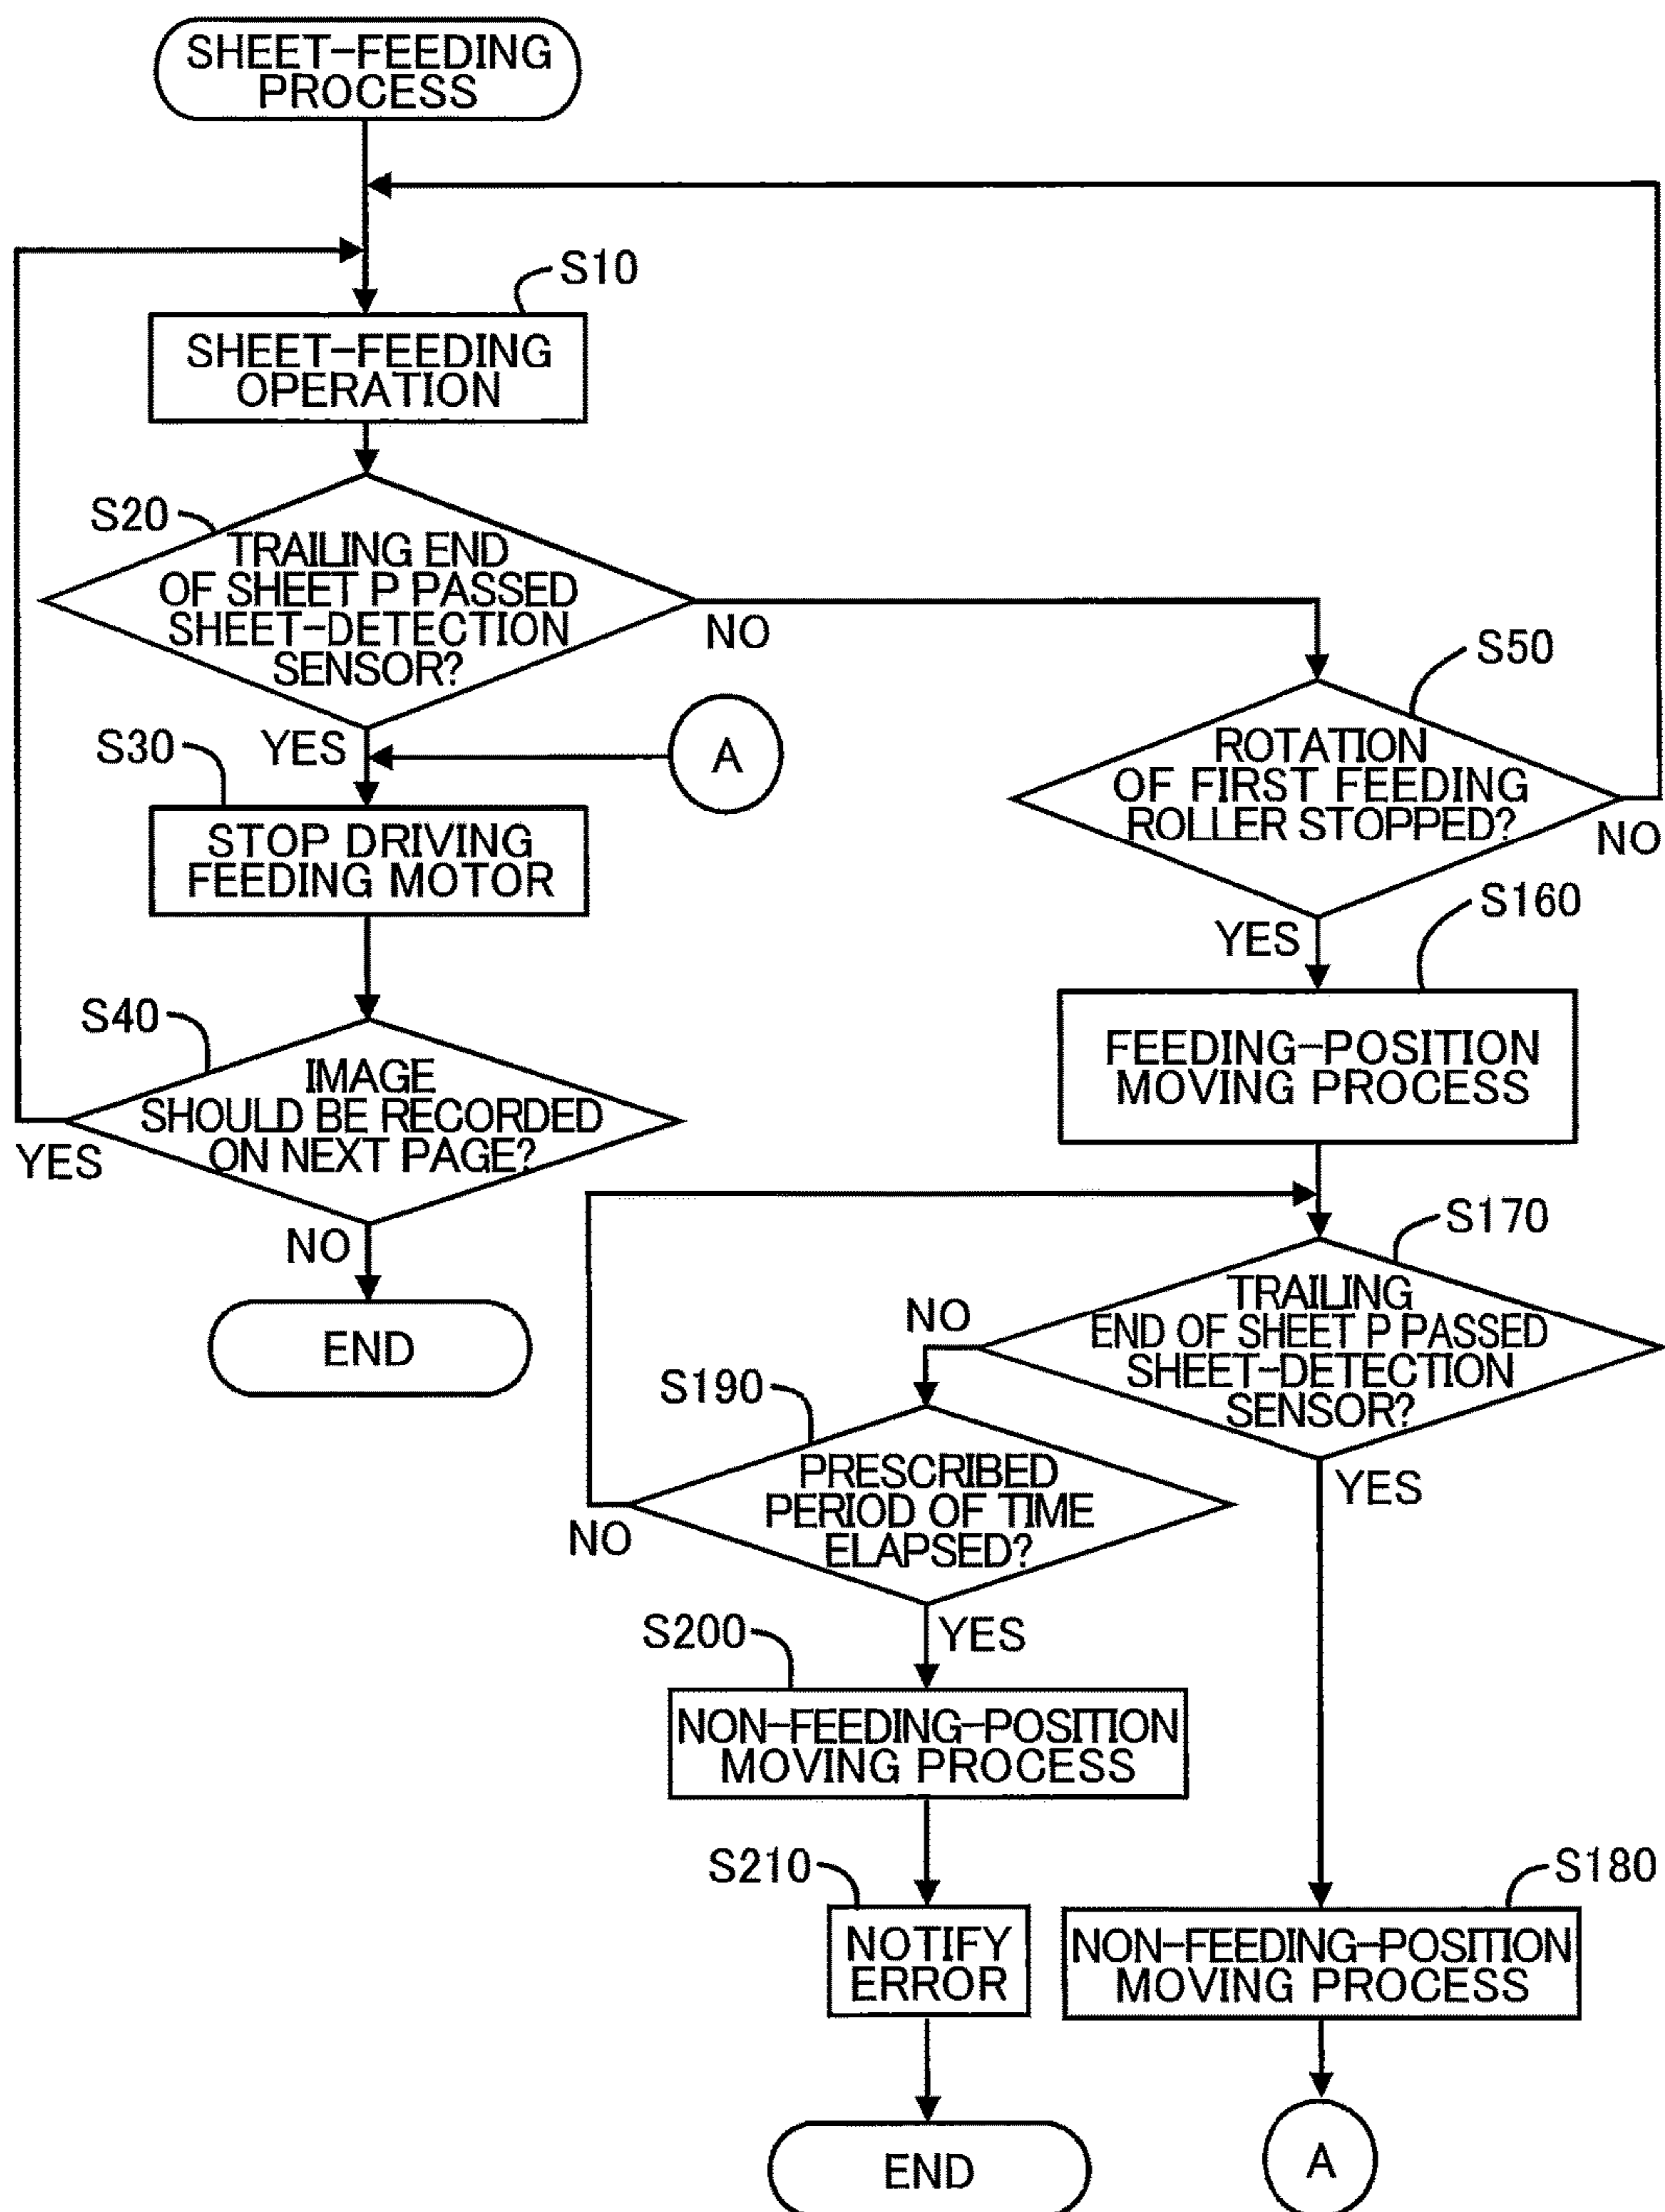 SHEET-FEEDING
PROCESS
S10
SHEET-FEEDING
OPERATION
S20
TRAILING END
OF SHEET P PASSED
SHEET-DETECTION
SENSOR?
NO
YES
A
S30
STOP DRIVING
FEEDING MOTOR
S40
IMAGE
SHOULD BE RECORDED
ON NEXT PAGE?
YES
NO
END
S50
ROTATION
OF FIRST FEEDING
ROLLER STOPPED?
NO
YES
S160
FEEDING-POSITION
MOVING PROCESS
S170
TRAILING
END OF SHEET P PASSED
SHEET-DETECTION
SENSOR?
NO
YES
S190
PRESCRIBED
PERIOD OF TIME
ELAPSED?
NO
YES
S200
NON-FEEDING-POSITION
MOVING PROCESS
S210
NOTIFY
ERROR
END
S180
NON-FEEDING-POSITION
MOVING PROCESS
A